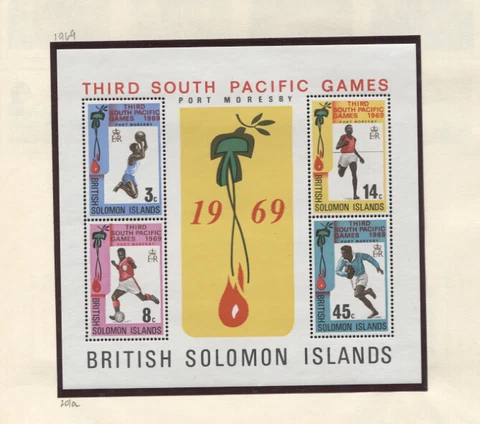 1969
THIRD SOUTH PACIFIC GAMES
PORT MORESBY
THIRD
SOUTH PACIFIC
GAMES 1969
PORT MORESBY
E R
3c
BRITISH
SOLOMON ISLANDS
THIRD
SOUTH PACIFIC
GAMES 1969
PORT MORESBY
E R
14c
BRITISH
SOLOMON ISLANDS
1969
THIRD
SOUTH PACIFIC
GAMES 1969
PORT MORESBY
E R
8c
BRITISH
SOLOMON ISLANDS
THIRD
SOUTH PACIFIC
GAMES 1969
PORT MORESBY
E R
45c
BRITISH
SOLOMON ISLANDS
BRITISH SOLOMON ISLANDS
201a